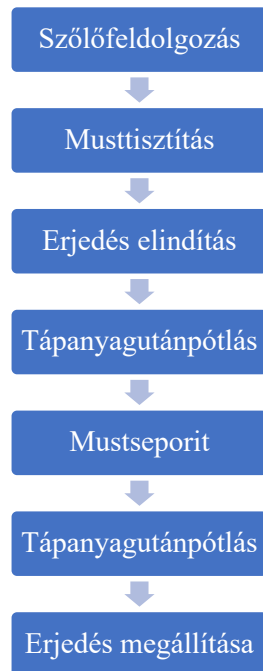 Szőlőfeldolgozás
Musttisztítás
Erjedés elindítás
Tápanyagutánpótlás
Mustseporit
Tápanyagutánpótlás
Erjedés megállítása